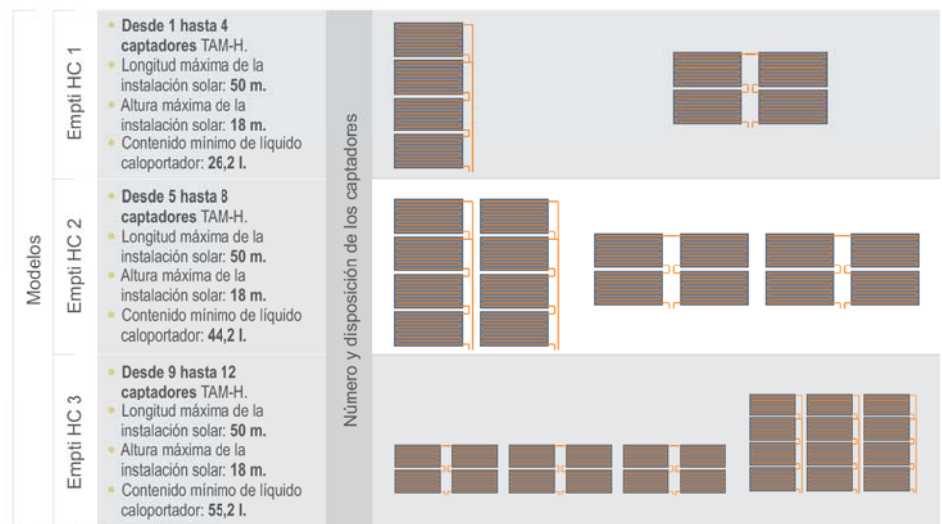 Modelos
Empti HC 1
• Desde 1 hasta 4
captadores TAM-H.
• Longitud máxima de la
instalación solar: 50 m.
• Altura máxima de la
instalación solar: 18 m.
• Contenido mínimo de líquido
caloportador: 26,2 l.
Empti HC 2
• Desde 5 hasta 8
captadores TAM-H.
• Longitud máxima de la
instalación solar: 50 m.
• Altura máxima de la
instalación solar: 18 m.
• Contenido mínimo de líquido
caloportador: 44,2 l.
Empti HC 3
• Desde 9 hasta 12
captadores TAM-H.
• Longitud máxima de la
instalación solar: 50 m.
• Altura máxima de la
instalación solar: 18 m.
• Contenido mínimo de líquido
caloportador: 55,2 l.
Número y disposición de los captadores